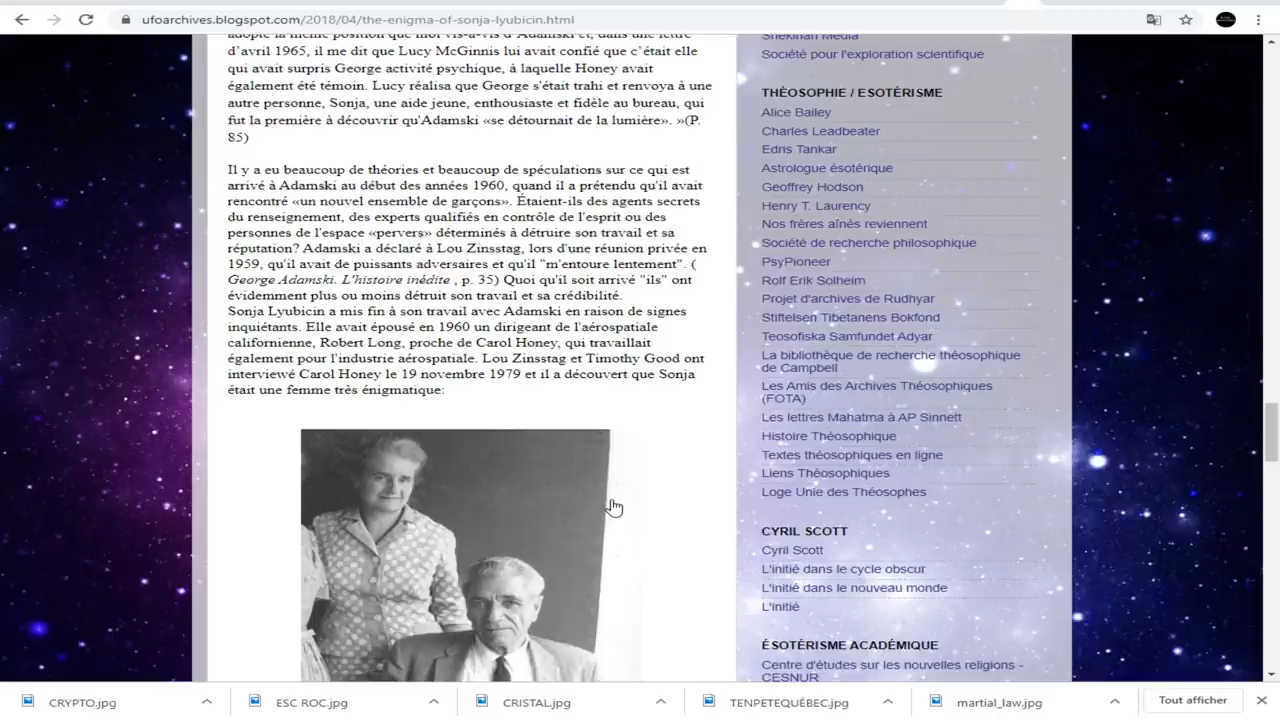 ufoarchives.blogspot.com/2018/04/the-enigma-of-sonja-lyubicin.html
adopté la même position que moi vis-à-vis d'Adamski et, dans une lettre
d'avril 1965, il me dit que Lucy McGinnis lui avait confié que c'était elle
qui avait surpris George activité psychique, à laquelle Honey avait
également été témoin. Lucy réalisa que George s'était trahi et renvoya à une
autre personne, Sonja, une aide jeune, enthousiaste et fidèle au bureau, qui
fut la première à découvrir qu'Adamski «se détournait de la lumière». »(P.
85)
Il y a eu beaucoup de théories et beaucoup de spéculations sur ce qui est
arrivé à Adamski au début des années 1960, quand il a prétendu qu'il avait
rencontré «un nouvel ensemble de garçons». Étaient-ils des agents secrets
du renseignement, des experts qualifiés en contrôle de l'esprit ou des
personnes de l'espace «pervers» déterminés à détruire son travail et sa
réputation? Adamski a déclaré à Lou Zinsstag, lors d'une réunion privée en
1959, qu'il avait de puissants adversaires et qu'il "m'entoure lentement". (
George Adamski. L'histoire inédite , p. 35) Quoi qu'il soit arrivé "ils" ont
évidemment plus ou moins détruit son travail et sa crédibilité.
Sonja Lyubicin a mis fin à son travail avec Adamski en raison de signes
inquiétants. Elle avait épousé en 1960 un dirigeant de l'aérospatiale
californienne, Robert Long, proche de Carol Honey, qui travaillait
également pour l'industrie aérospatiale. Lou Zinsstag et Timothy Good ont
interviewé Carol Honey le 19 novembre 1979 et il a découvert que Sonja
était une femme très énigmatique:
Shekinah Media
Société pour l'exploration scientifique
THÉOSOPHIE / ESOTÉRISME
Alice Bailey
Charles Leadbeater
Edris Tankar
Astrologue ésotérique
Geoffrey Hodson
Henry T. Laurency
Nos frères aînés reviennent
Société de recherche philosophique
PsyPioneer
Rolf Erik Solheim
Projet d'archives de Rudhyar
Stiftelsen Tibetanens Bokfond
Teosofiska Samfundet Adyar
La bibliothèque de recherche théosophique
de Campbell
Les Amis des Archives Théosophiques
(FOTA)
Les lettres Mahatma à AP Sinnett
Histoire Théosophique
Textes théosophiques en ligne
Liens Théosophiques
Loge Unie des Théosophes
CYRIL SCOTT
Cyril Scott
L'initié dans le cycle obscur
L'initié dans le nouveau monde
L'initié
ÉSOTÉRISME ACADÉMIQUE
Centre d'études sur les nouvelles religions -
CESNUR
CRYPTO.jpg
ESC ROC.jpg
CRISTAL.jpg
TENPETEQUÉBEC.jpg
martial_law.jpg
Tout afficher